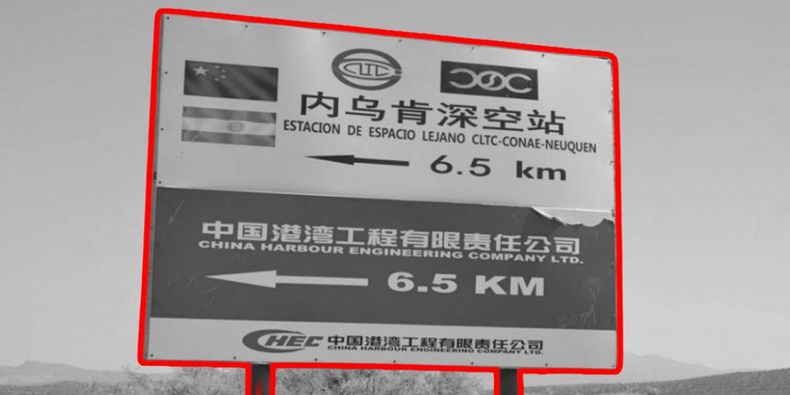 CLTC
内乌肯深空站
ESTACION DE ESPACIO LEJANO CLTC-CONAE-NEUQUEN
6.5 km
中国港湾工程有限责任公司
CHINA HARBOUR ENGINEERING COMPANY LTD.
6.5 KM
CHEC 中国港湾工程有限责任公司
CHINA HARBOUR ENGINEERING COMPANY LTD.